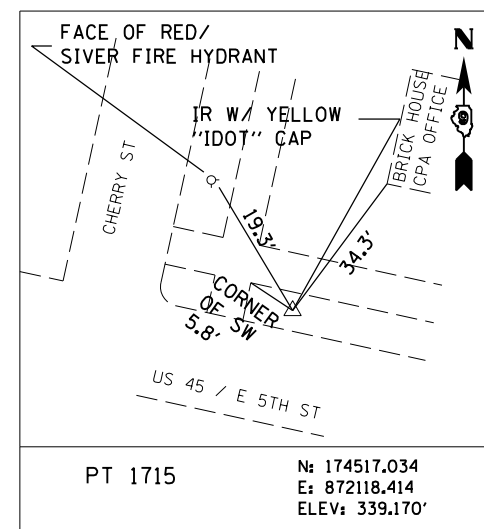 FACE OF RED/
SIVER FIRE HYDRANT
N
IR W/ YELLOW
"IDOT" CAP
BRICK HOUSE
CPA OFFICE
CHERRY ST
19.3'
34.3'
CORNER
OF SW
5.8'
US 45 / E 5TH ST
PT 1715
N: 174517.034
E: 872118.414
ELEV: 339.170'